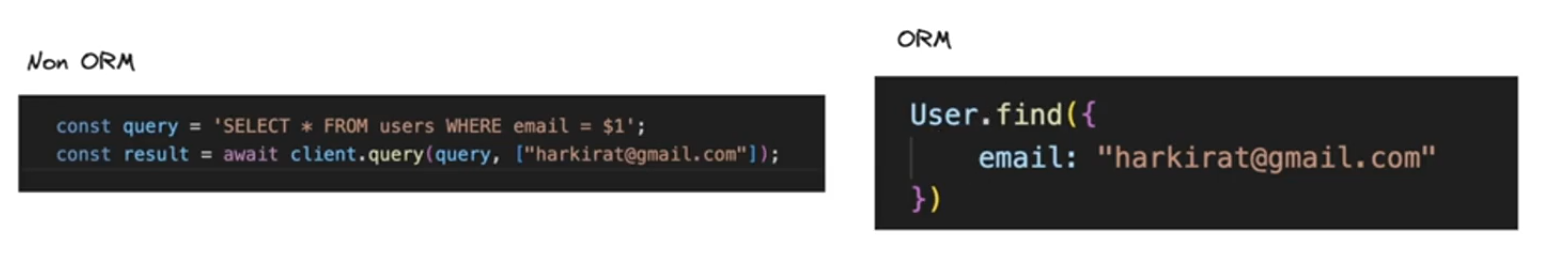 Non ORM
const query = 'SELECT * FROM users WHERE email = $1';
const result = await client.query(query, ["harkirat@gmail.com"]);
ORM
User.find({
    email: "harkirat@gmail.com"
})